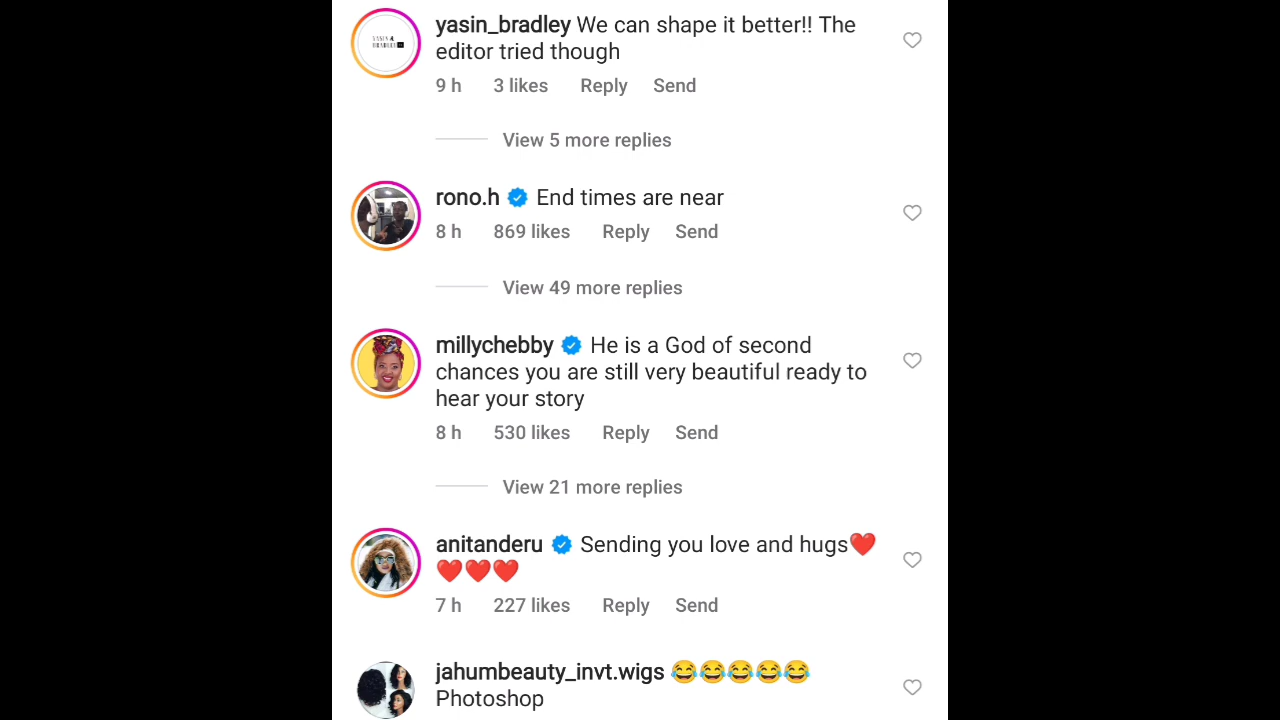 yasin_bradley We can shape it better!! The
editor tried though
9 h 3 likes Reply Send
View 5 more replies
rono.h End times are near
8 h 869 likes Reply Send
View 49 more replies
millychebby He is a God of second
chances you are still very beautiful ready to
hear your story
8 h 530 likes Reply Send
View 21 more replies
anitanderu Sending you love and hugs❤️
❤️❤️❤️
7 h 227 likes Reply Send
jahumbeauty_invt.wigs 😂😂😂😂😂
Photoshop